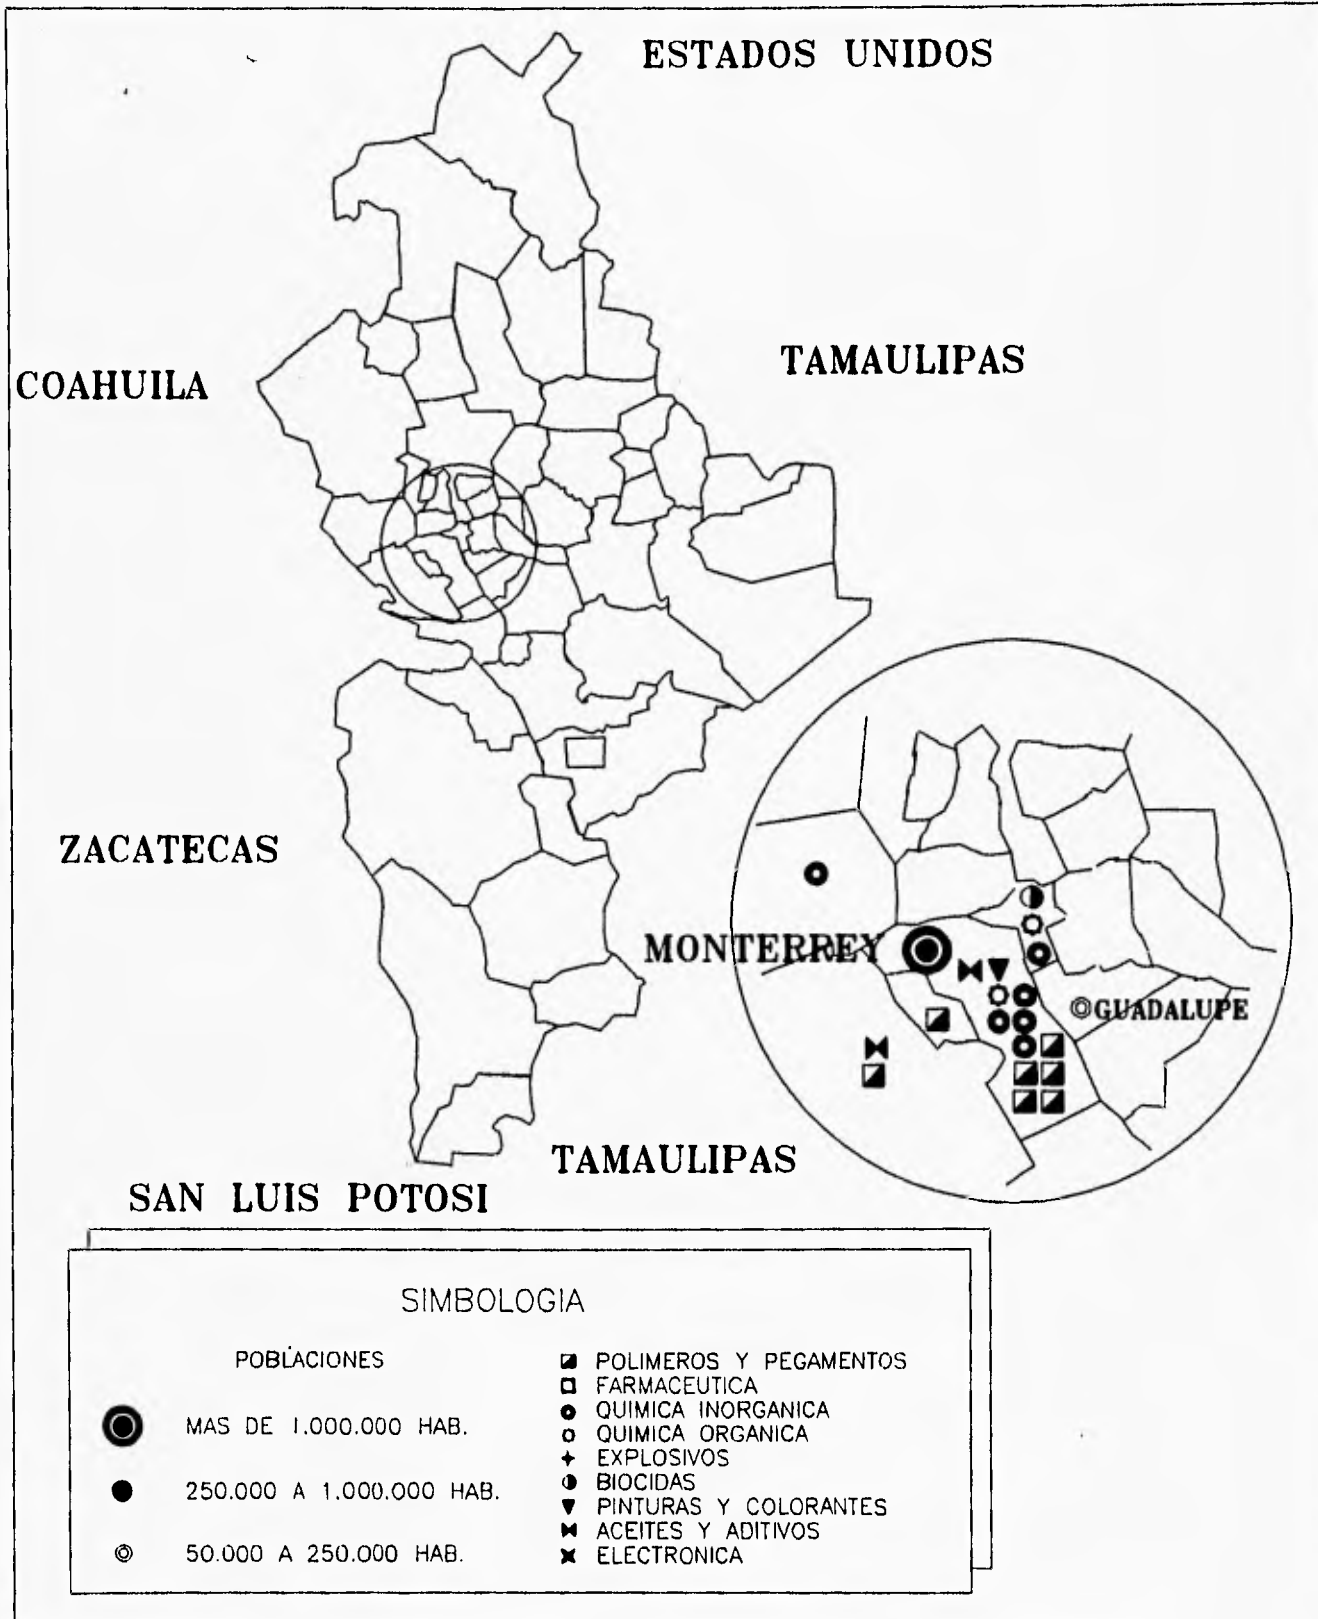 ESTADOS UNIDOS
TAMAULIPAS
COAHUILA
ZACATECAS
MONTERREY
GUADALUPE
TAMAULIPAS
SAN LUIS POTOSI
SIMBOLOGIA
POBLACIONES
MAS DE 1.000.000 HAB.
250.000 A 1.000.000 HAB.
50.000 A 250.000 HAB.
POLIMEROS Y PEGAMENTOS
FARMACEUTICA
QUIMICA INORGANICA
QUIMICA ORGANICA
EXPLOSIVOS
BIOCIDAS
PINTURAS Y COLORANTES
ACEITES Y ADITIVOS
ELECTRONICA